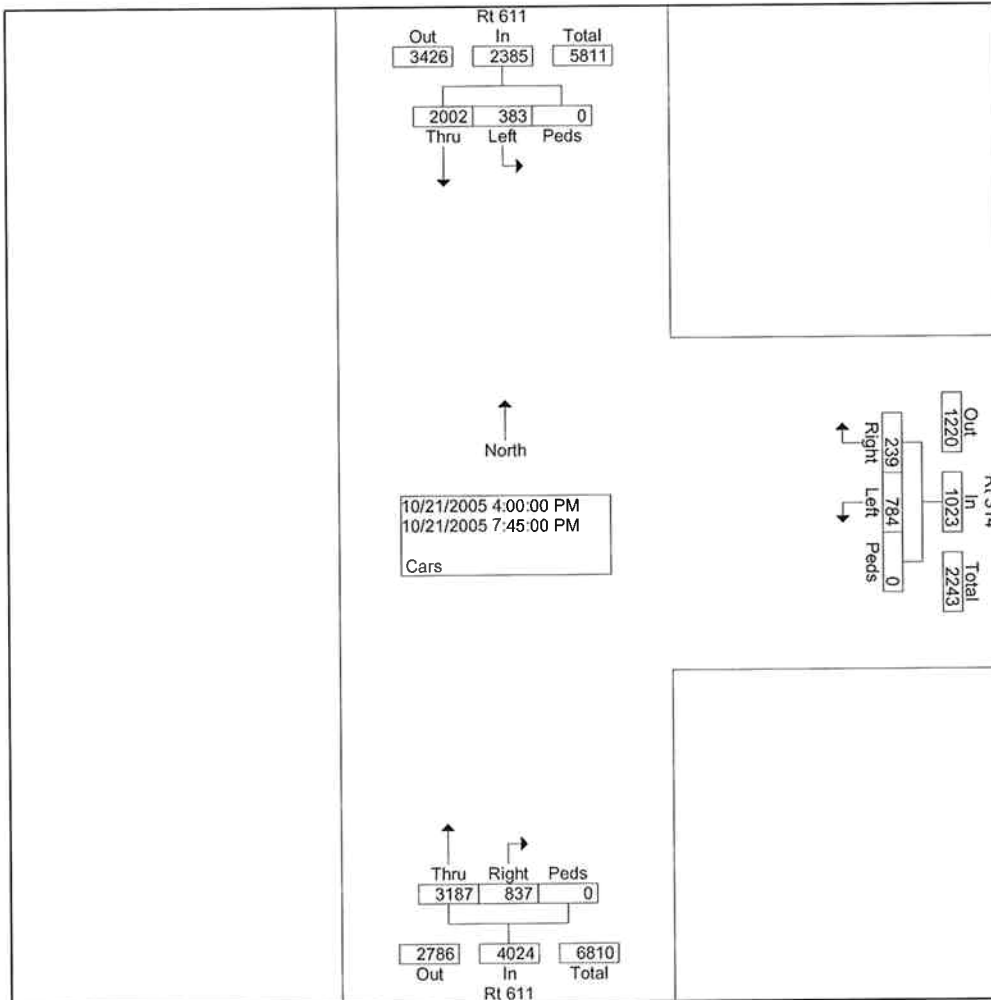 Rt 611
Out In Total
3426 2385 5811
2002 383 0
Thru Left Peds
North
10/21/2005 4:00:00 PM
10/21/2005 7:45:00 PM
Cars
Out In Total
1220 1023 2243
239 784 0
Right Left Peds
Thru Right Peds
3187 837 0
2786 4024 6810
Out In Total
Rt 611